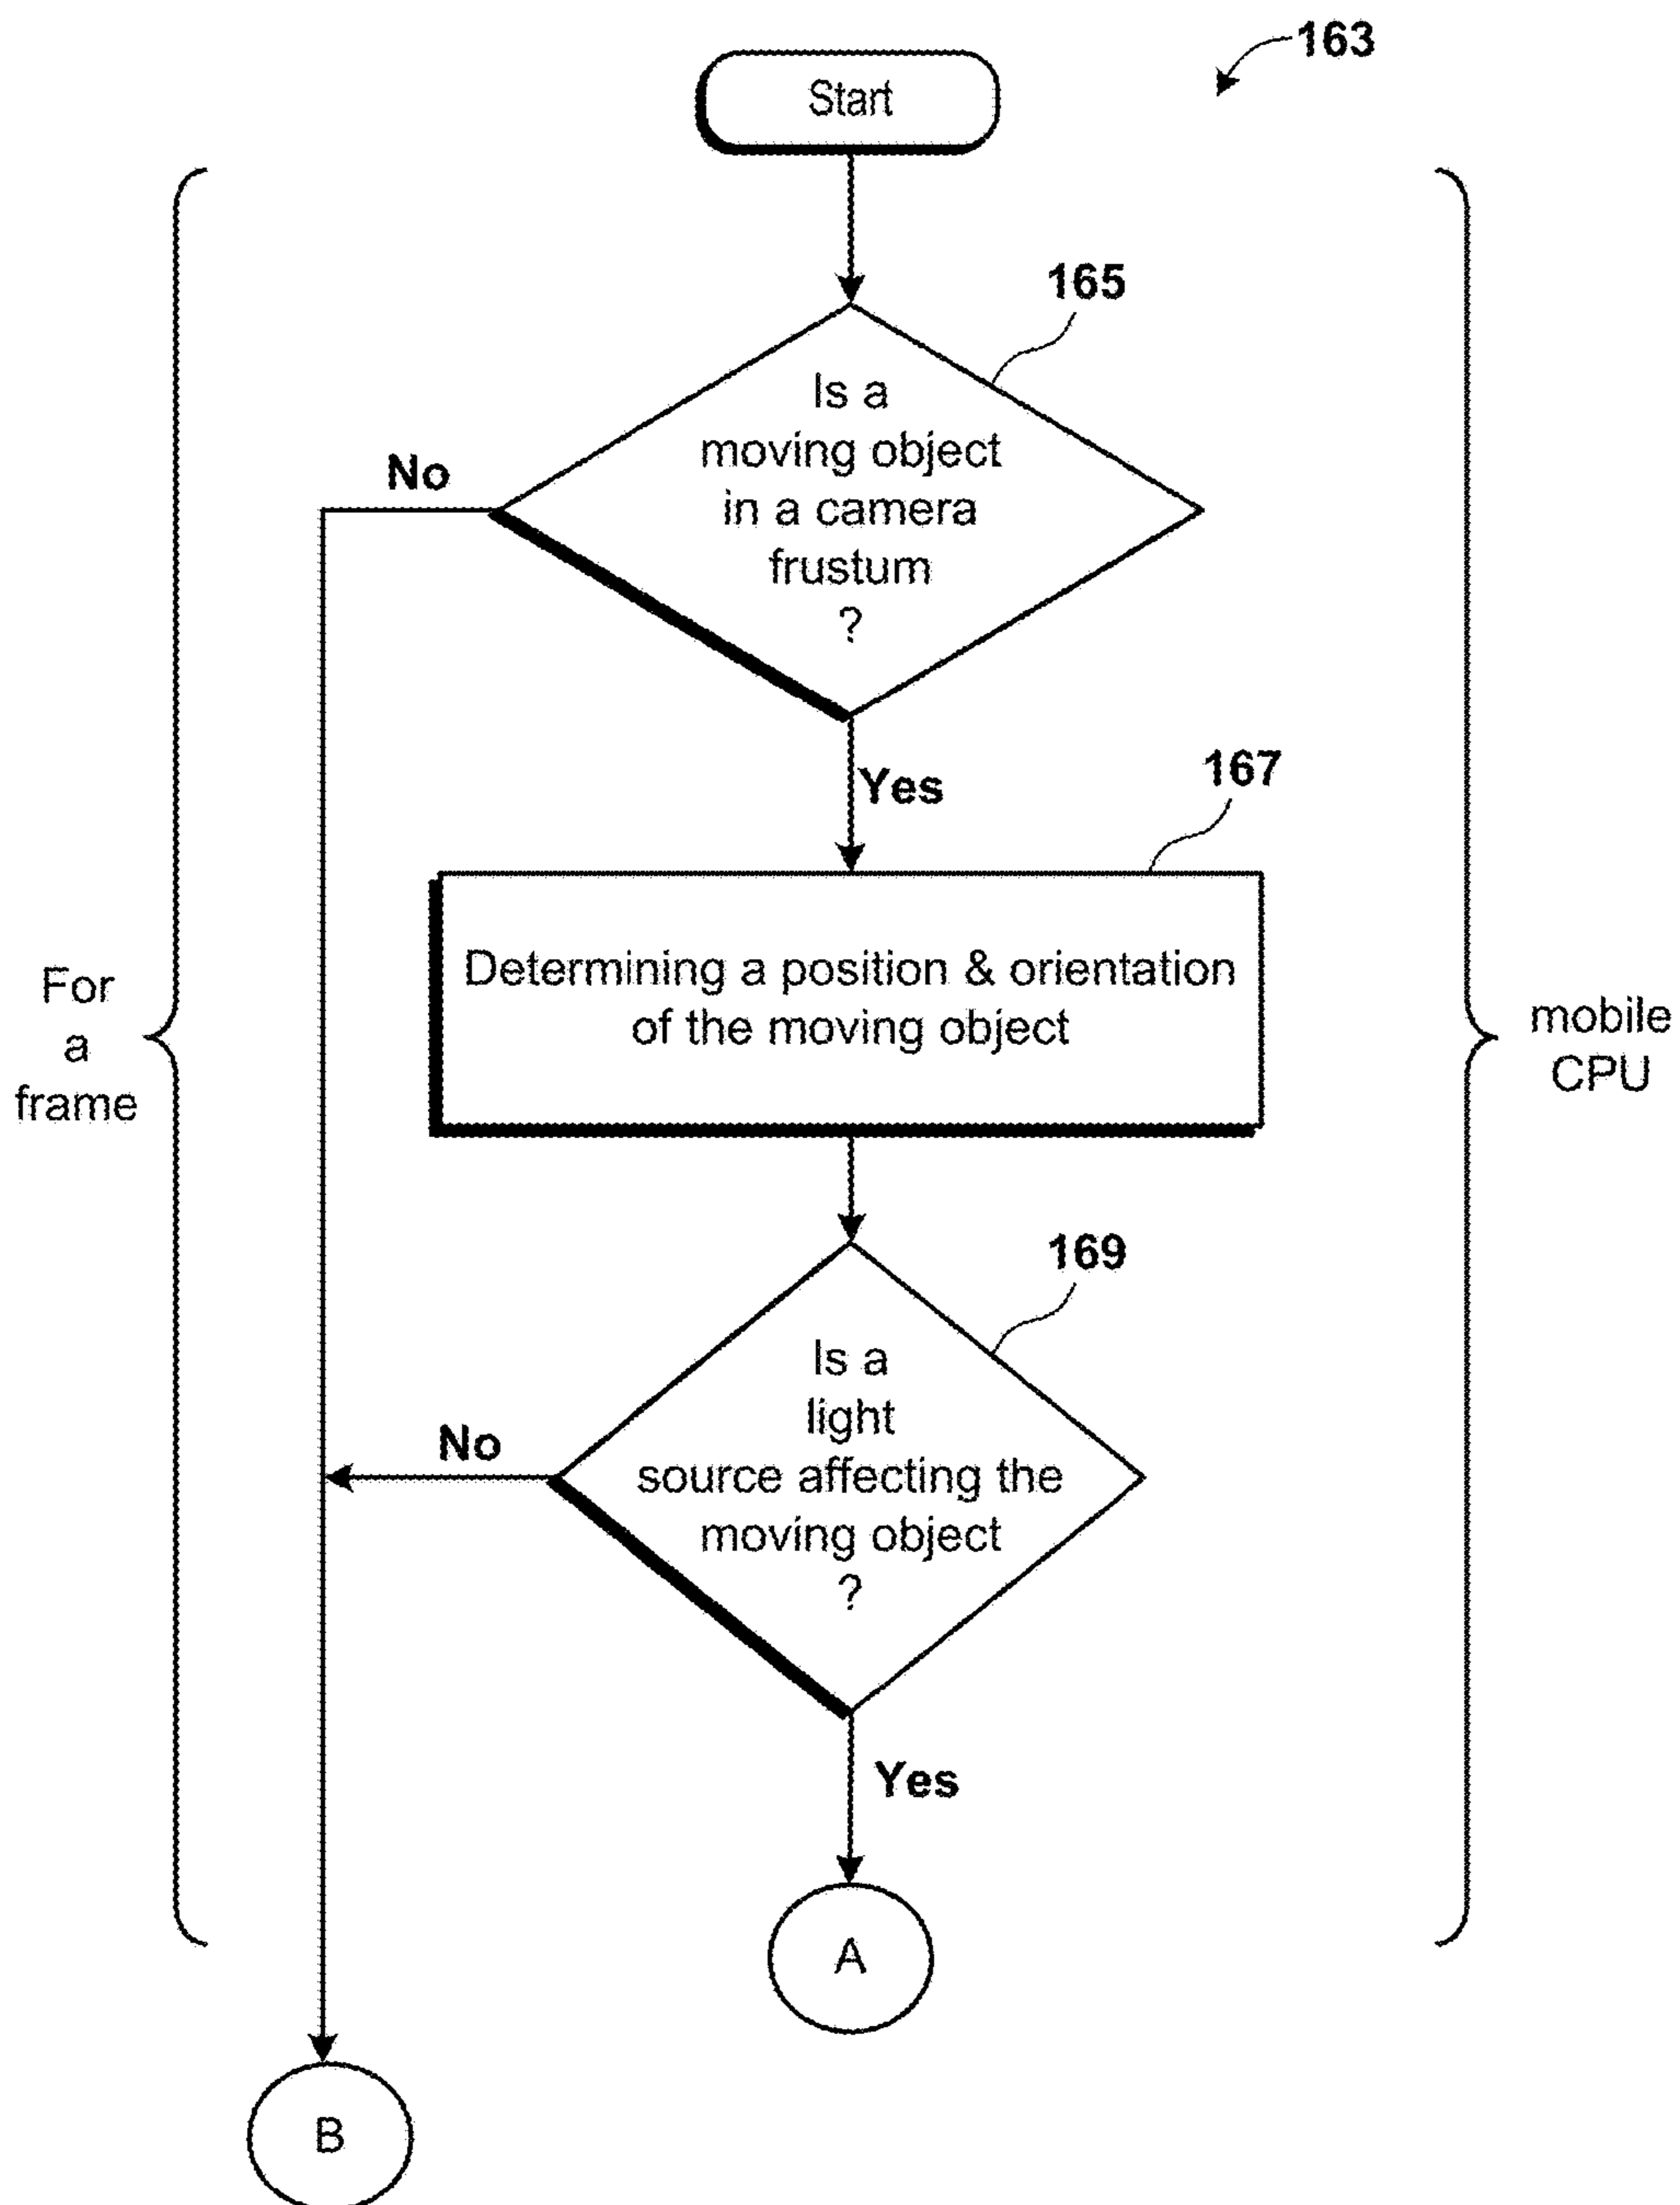 163
Start
165
Is a
moving object
in a camera
frustum
?
No
Yes
167
Determining a position & orientation
of the moving object
For
a
frame
mobile
CPU
169
Is a
light
source affecting the
moving object
?
No
Yes
A
B